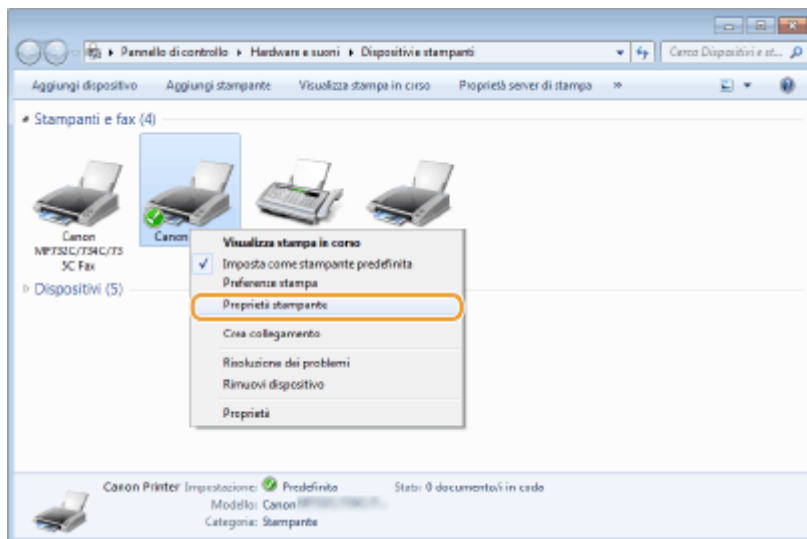 Pannello di controllo Hardware e suoni Dispositivi e stampanti
Cerca Dispositivi e st...
Aggiungi dispositivo Aggiungi stampante Visualizza stampa in corso Proprietà server di stampa »
Stampanti e fax (4)
Canon
MF732C/734C/73
5C Fax
Canon
Visualizza stampa in corso
Imposta come stampante predefinita
Preferenze stampa
Proprietà stampante
Crea collegamento
Risoluzione dei problemi
Rimuovi dispositivo
Proprietà
Dispositivi (5)
Canon Printer Impostazione: Predefinita Stato: 0 documento/i in coda
Modello: Canon
Categoria: Stampante